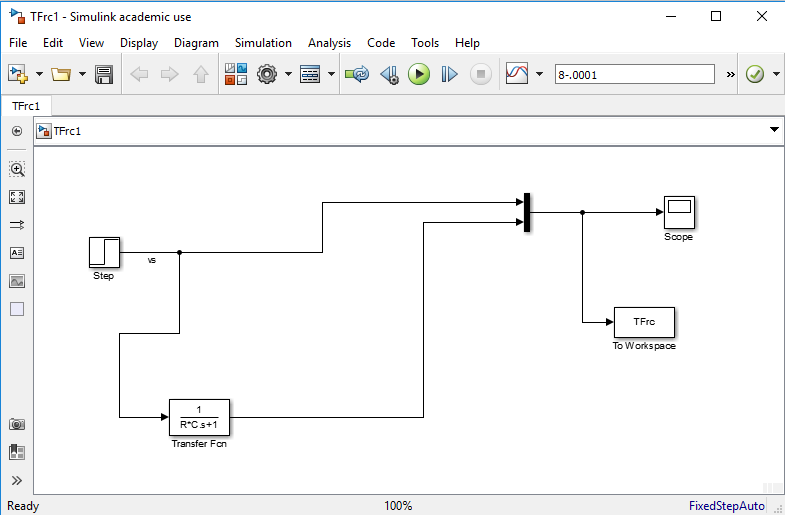 TFrc1 - Simulink academic use
File Edit View Display Diagram Simulation Analysis Code Tools Help
8-.0001
»
TFrc1
TFrc1
Scope
vs
Step
TFrc
To Workspace
1
R*C.s+1
Transfer Fcn
Ready 100% FixedStepAuto